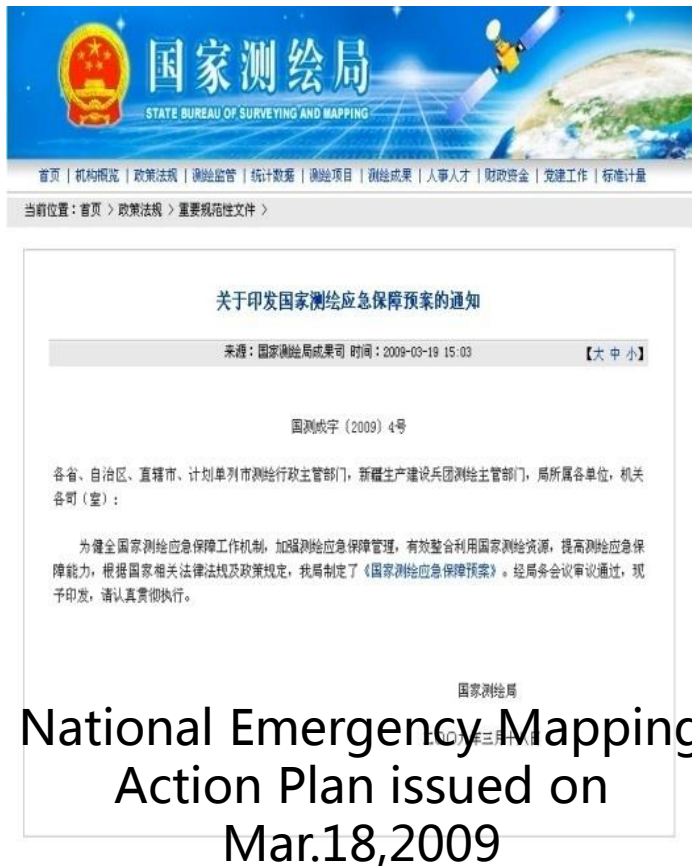 国家测绘局
STATE BUREAU OF SURVEYING AND MAPPING
首页 | 机构概览 | 政策法规 | 测绘监管 | 统计数据 | 测绘项目 | 测绘成果 | 人事人才 | 财政资金 | 党建工作 | 标准计量
当前位置：首页 > 政策法规 > 重要规范性文件 >
关于印发国家测绘应急保障预案的通知
来源：国家测绘局成果司 时间：2009-03-19 15:03 【大 中 小】
国测成字〔2009〕4号
各省、自治区、直辖市、计划单列市测绘行政主管部门，新疆生产建设兵团测绘主管部门，局所属各单位，机关
各司（室）：
为健全国家测绘应急保障工作机制，加强测绘应急保障管理，有效整合利用国家测绘资源，提高测绘应急保
障能力，根据国家相关法律法规及政策规定，我局制定了《国家测绘应急保障预案》。经局务会议审议通过，现
予印发，请认真贯彻执行。
国家测绘局
二〇〇九年三月十八日
National Emergency Mapping
Action Plan issued on
Mar.18,2009